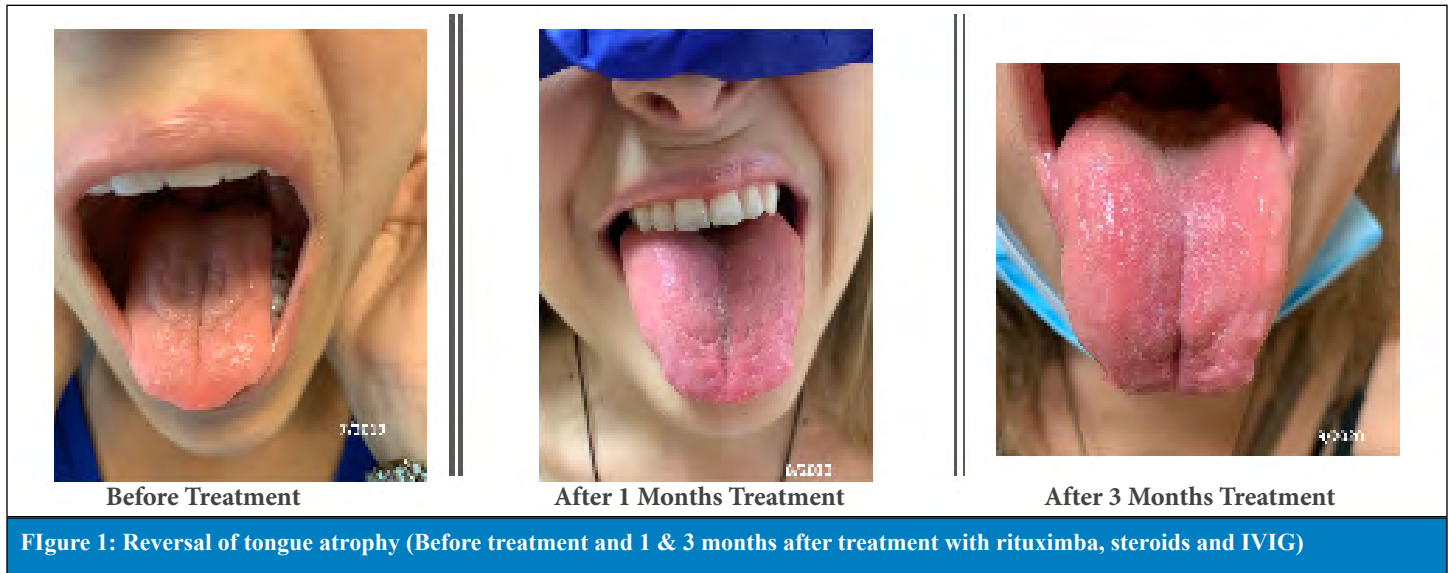 Before Treatment
After 1 Months Treatment
After 3 Months Treatment
FIgure 1: Reversal of tongue atrophy (Before treatment and 1 & 3 months after treatment with rituximba, steroids and IVIG)